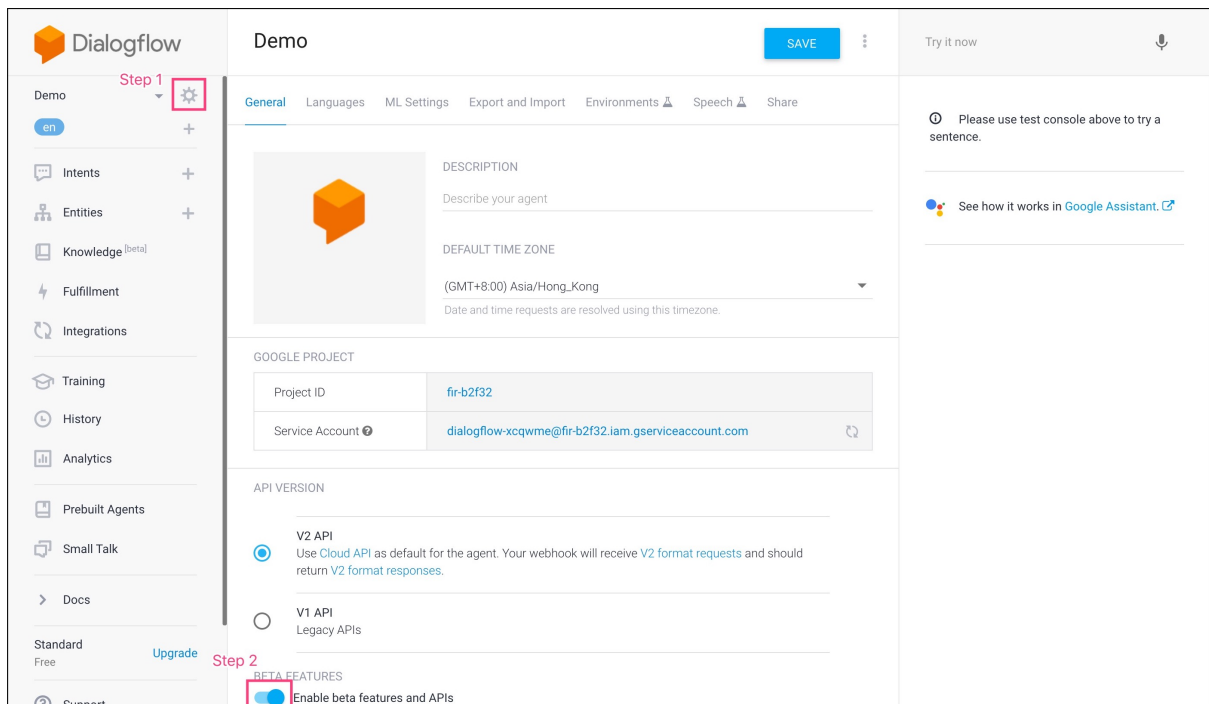 Dialogflow
Step 1
Demo
en
Intents
Entities
Knowledge [beta]
Fulfillment
Integrations
Training
History
Analytics
Prebuilt Agents
Small Talk
Docs
Standard
Free
Upgrade
Support
Demo
SAVE
General Languages ML Settings Export and Import Environments Speech Share
DESCRIPTION
Describe your agent
DEFAULT TIME ZONE
(GMT+8:00) Asia/Hong_Kong
Date and time requests are resolved using this timezone.
GOOGLE PROJECT
Project ID fir-b2f32
Service Account dialogflow-xcqwme@fir-b2f32.iam.gserviceaccount.com
API VERSION
V2 API
Use Cloud API as default for the agent. Your webhook will receive V2 format requests and should
return V2 format responses.
V1 API
Legacy APIs
Step 2
BETA FEATURES
Enable beta features and APIs
Try it now
Please use test console above to try a
sentence.
See how it works in Google Assistant.